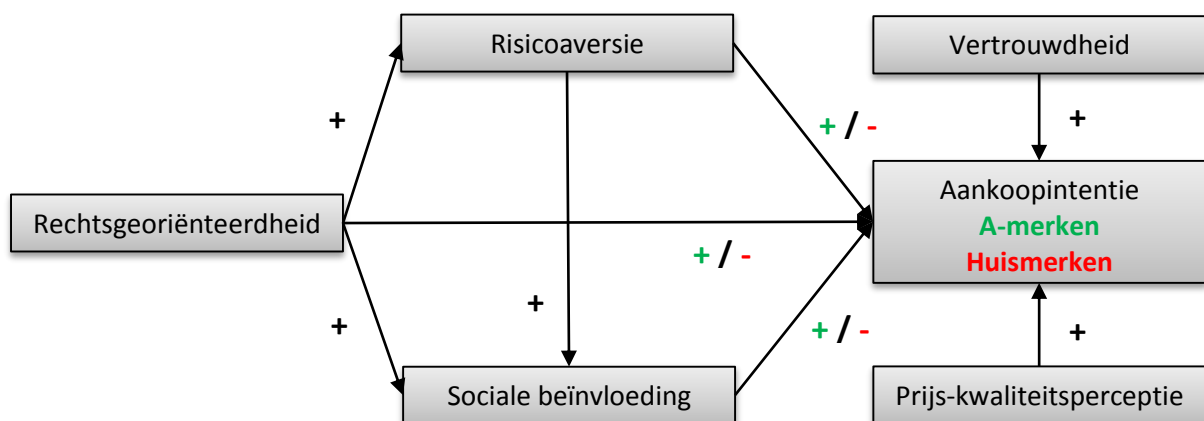 Risicoaversie
Vertrouwdheid
+
+ / -
+
Aankoopintentie
A-merken
Huismerken
Rechtsgeoriënteerdheid
+ / -
+
+
+ / -
+
Sociale beïnvloeding
Prijs-kwaliteitsperceptie